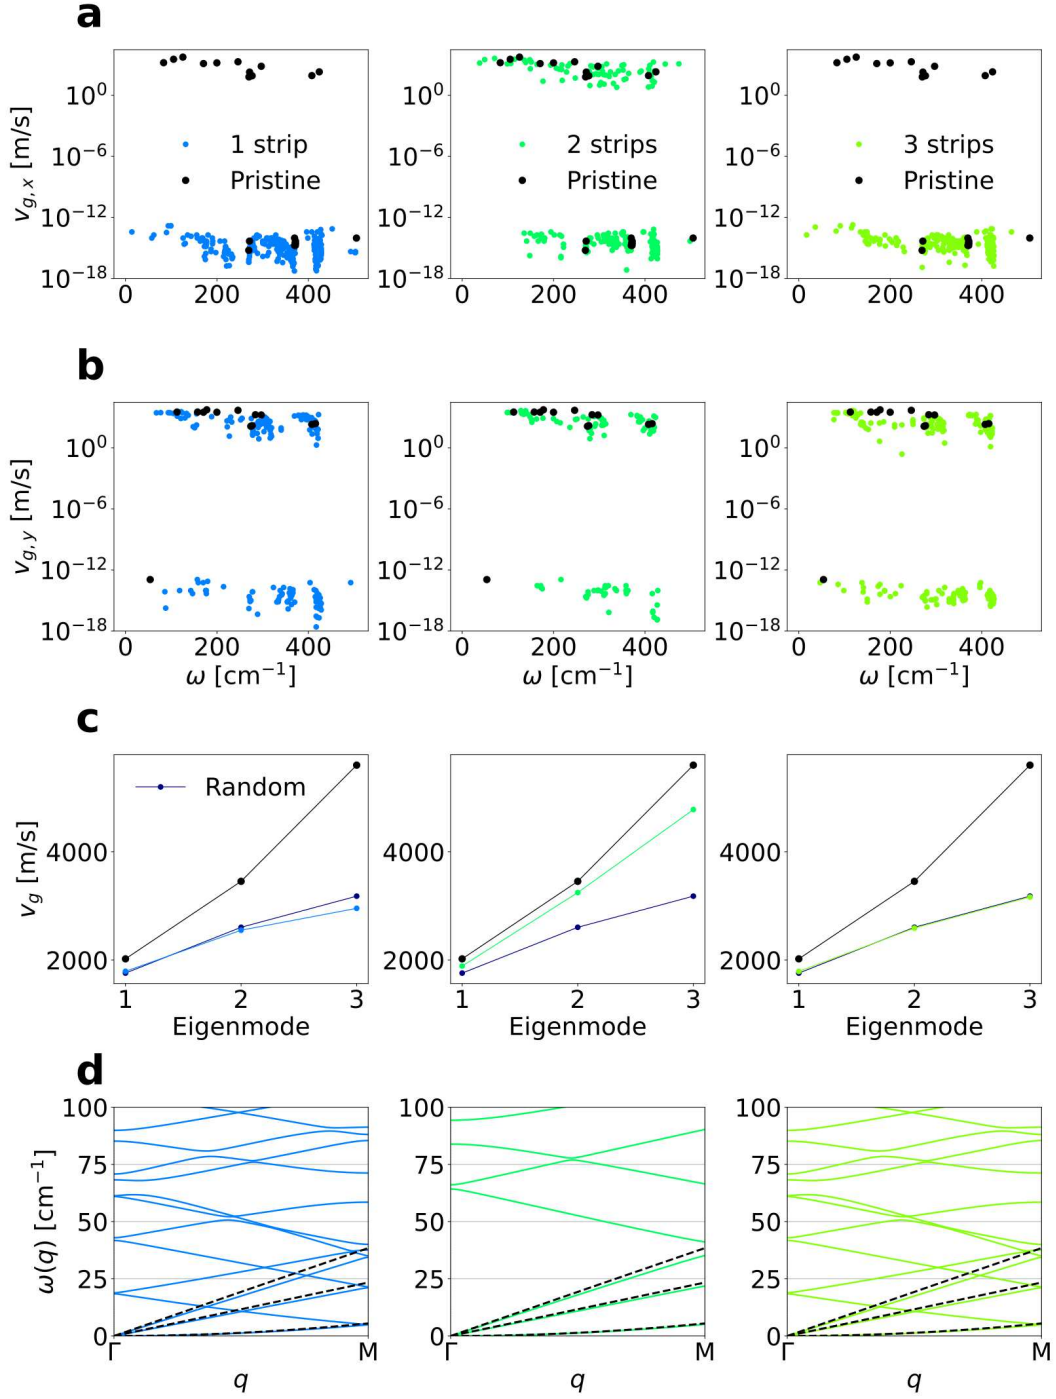 a
v_{g,x} [m/s]
10^0
10^{-6}
10^{-12}
10^{-18}
1 strip
Pristine
0 200 400
10^0
10^{-6}
10^{-12}
10^{-18}
2 strips
Pristine
0 200 400
10^0
10^{-6}
10^{-12}
10^{-18}
3 strips
Pristine
0 200 400
b
v_{g,y} [m/s]
10^0
10^{-6}
10^{-12}
10^{-18}
0 200 400
ω [cm^{-1}]
10^0
10^{-6}
10^{-12}
10^{-18}
0 200 400
ω [cm^{-1}]
10^0
10^{-6}
10^{-12}
10^{-18}
0 200 400
ω [cm^{-1}]
c
v_g [m/s]
4000
2000
Random
1 2 3
Eigenmode
4000
2000
1 2 3
Eigenmode
4000
2000
1 2 3
Eigenmode
d
ω(q) [cm^{-1}]
100
75
50
25
0
Γ M
q
100
75
50
25
0
Γ M
q
100
75
50
25
0
Γ M
q